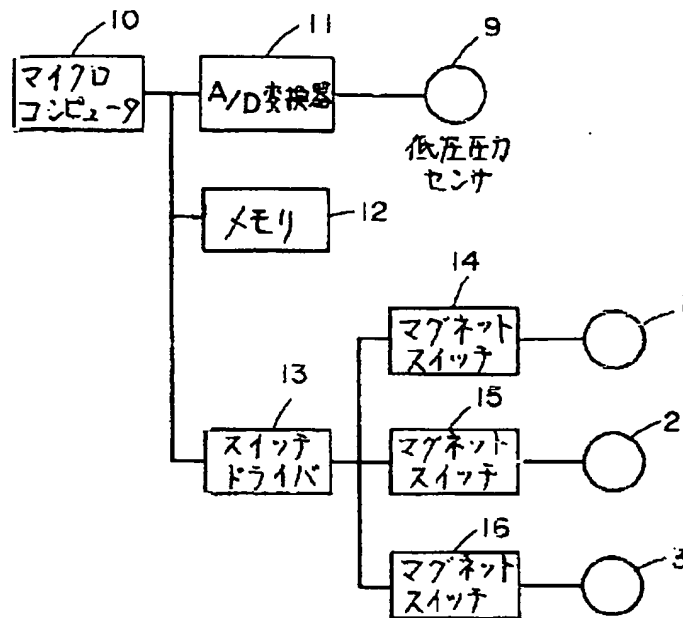 10
11
9
マイクロ
コンピュータ
A/D変換器
低圧圧力
センサ
メモリ
12
14
マグネット
スイッチ
13
15
2
スイッチ
ドライバ
マグネット
スイッチ
16
3
マグネット
スイッチ